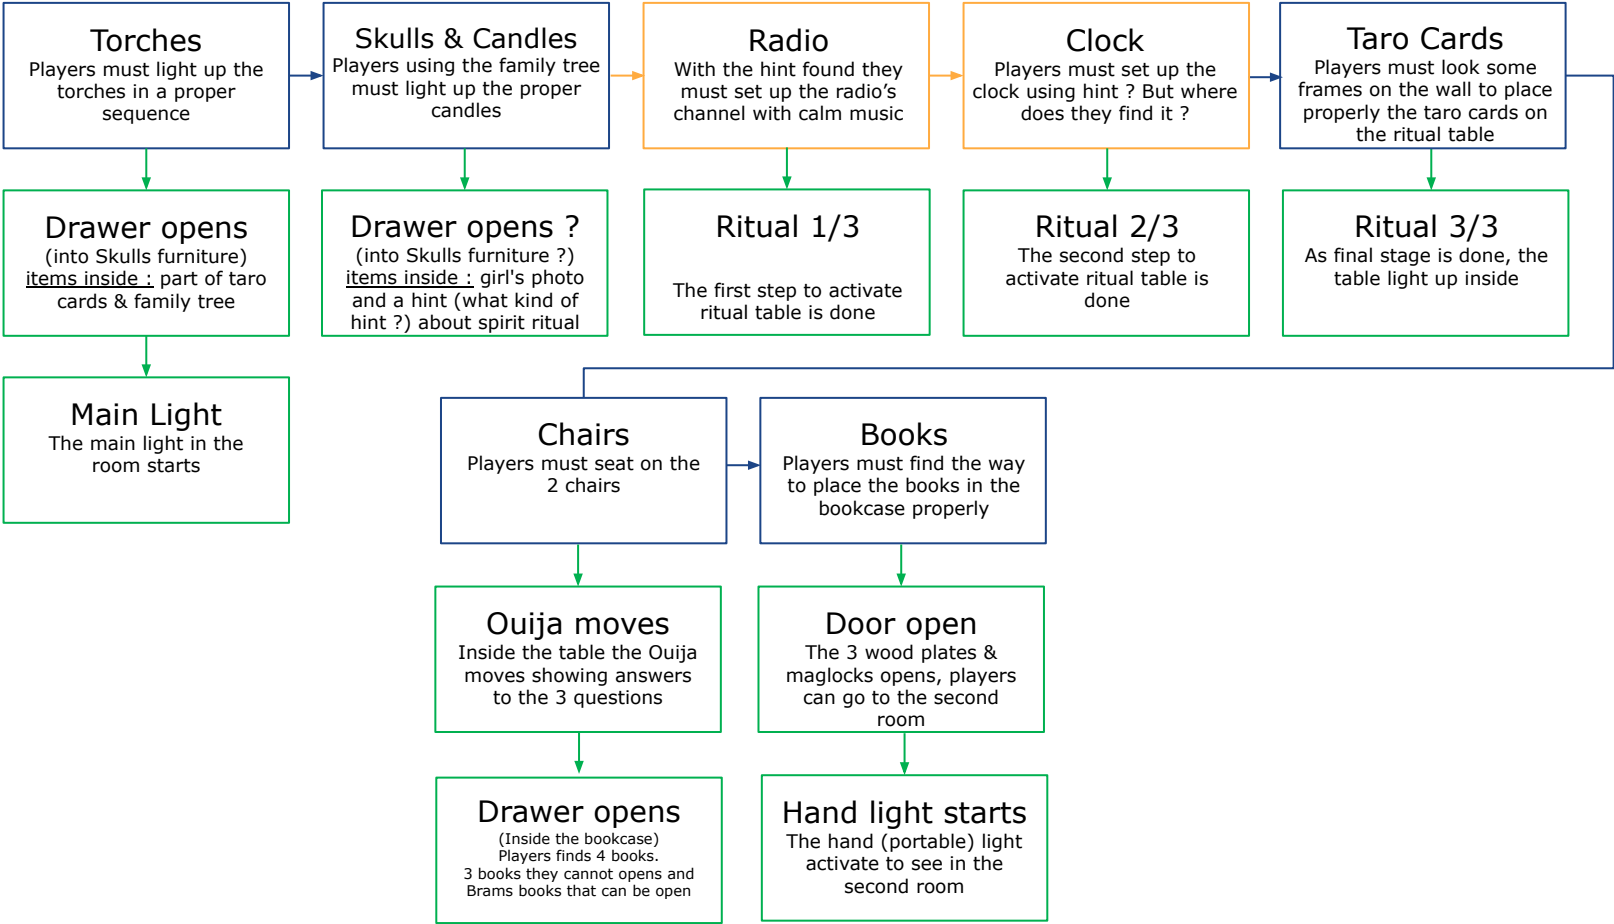 Torches
Players must light up the
torches in a proper
sequence
Skulls & Candles
Players using the family tree
must light up the proper
candles
Radio
With the hint found they
must set up the radio’s
channel with calm music
Clock
Players must set up the
clock using hint ? But where
does they find it ?
Taro Cards
Players must look some
frames on the wall to place
properly the taro cards on
the ritual table
Drawer opens
(into Skulls furniture)
items inside : part of taro
cards & family tree
Drawer opens ?
(into Skulls furniture ?)
items inside : girl's photo
and a hint (what kind of
hint ?) about spirit ritual
Ritual 1/3
The first step to activate
ritual table is done
Ritual 2/3
The second step to
activate ritual table is
done
Ritual 3/3
As final stage is done, the
table light up inside
Main Light
The main light in the
room starts
Chairs
Players must seat on the
2 chairs
Books
Players must find the way
to place the books in the
bookcase properly
Ouija moves
Inside the table the Ouija
moves showing answers
to the 3 questions
Door open
The 3 wood plates &
maglocks opens, players
can go to the second
room
Drawer opens
(Inside the bookcase)
Players finds 4 books.
3 books they cannot opens and
Brams books that can be open
Hand light starts
The hand (portable) light
activate to see in the
second room